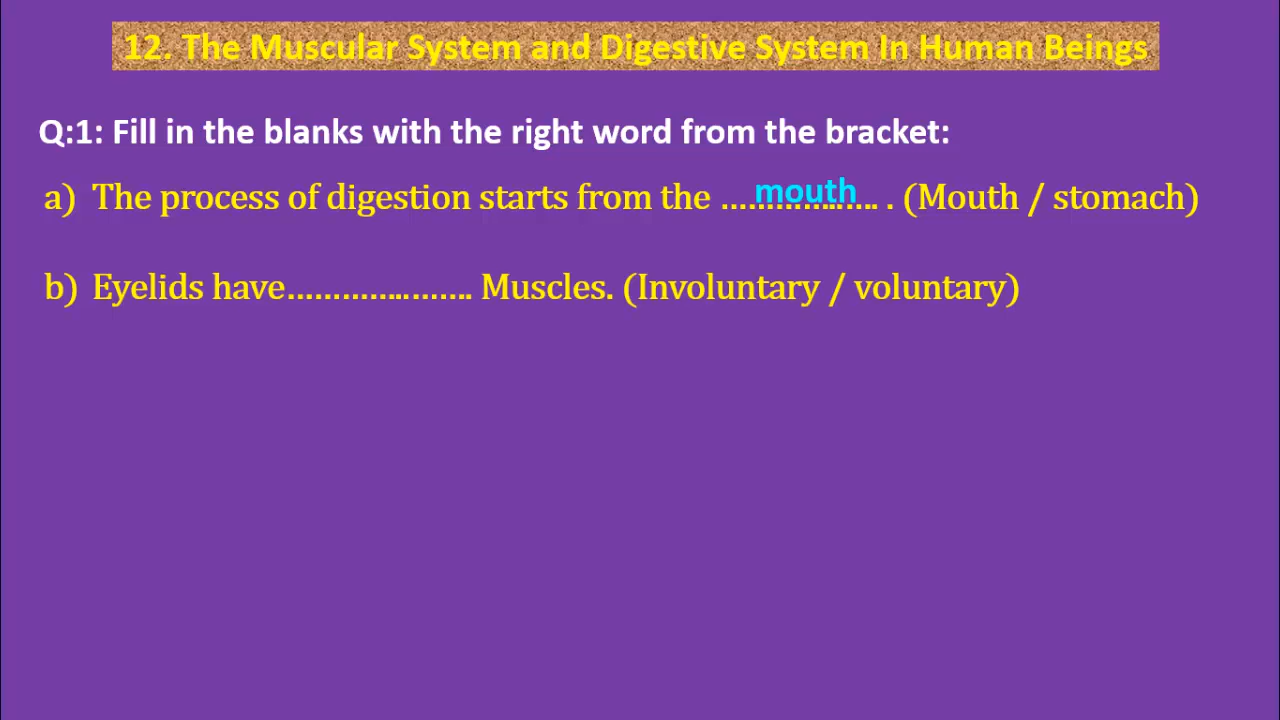 12. The Muscular System and Digestive System In Human Beings
Q:1: Fill in the blanks with the right word from the bracket:
a) The process of digestion starts from the ......mouth...... . (Mouth / stomach)
b) Eyelids have..................... Muscles. (Involuntary / voluntary)